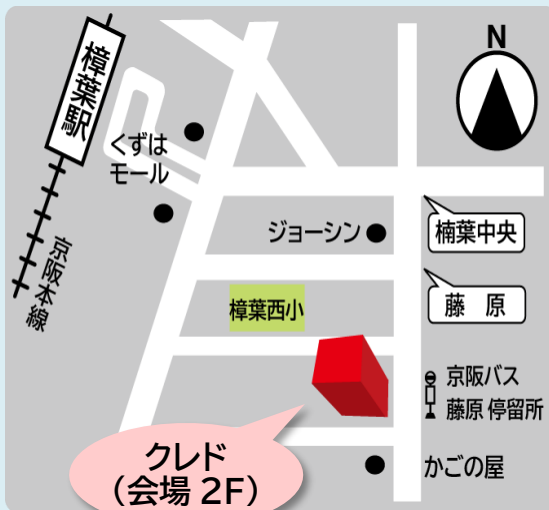 N
樟葉駅
くずは
モール
京阪本線
ジョーシン
楠葉中央
樟葉西小
藤 原
京阪バス
藤原 停留所
クレド
(会場 2F)
かごの屋